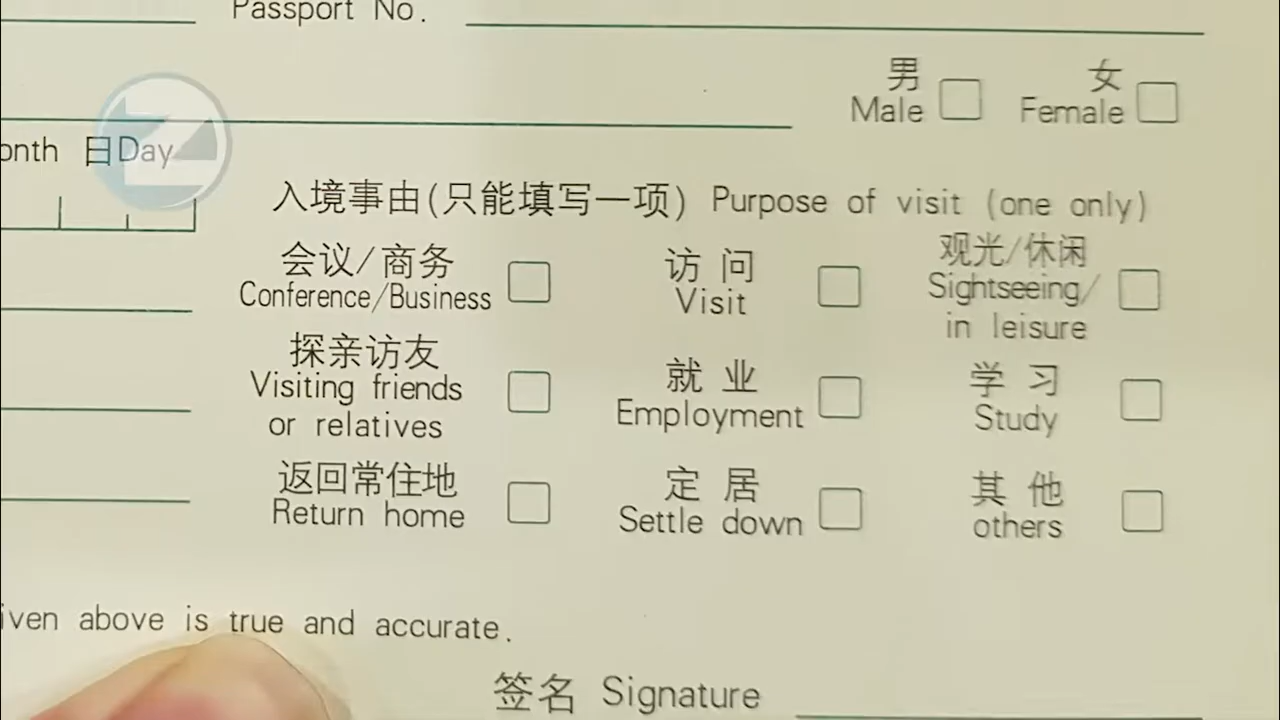 Passport No.
男 女
Male Female
onth 日Day
入境事由(只能填写一项) Purpose of visit (one only)
会议/商务 访 问 观光/休闲
Conference/Business Visit Sightseeing/
in leisure
探亲访友 就 业 学 习
Visiting friends Employment Study
or relatives
返回常住地 定 居 其 他
Return home Settle down others
iven above is true and accurate.
签名 Signature